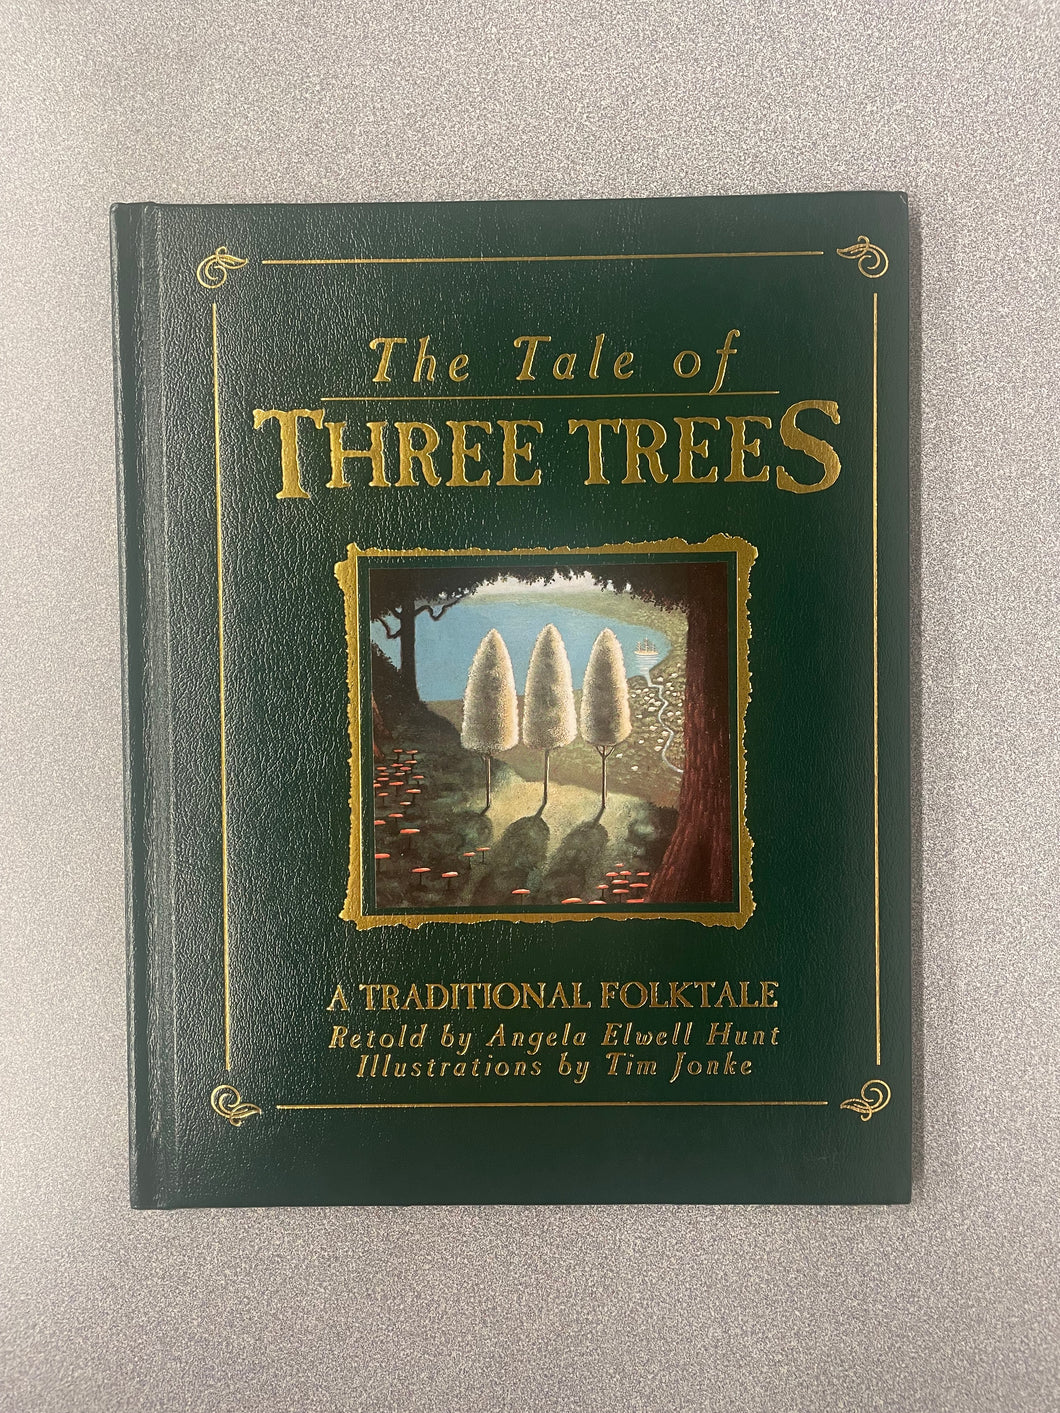 The Tale of
THREE TREES
A TRADITIONAL FOLKTALE
Retold by Angela Elwell Hunt
Illustrations by Tim Jonke